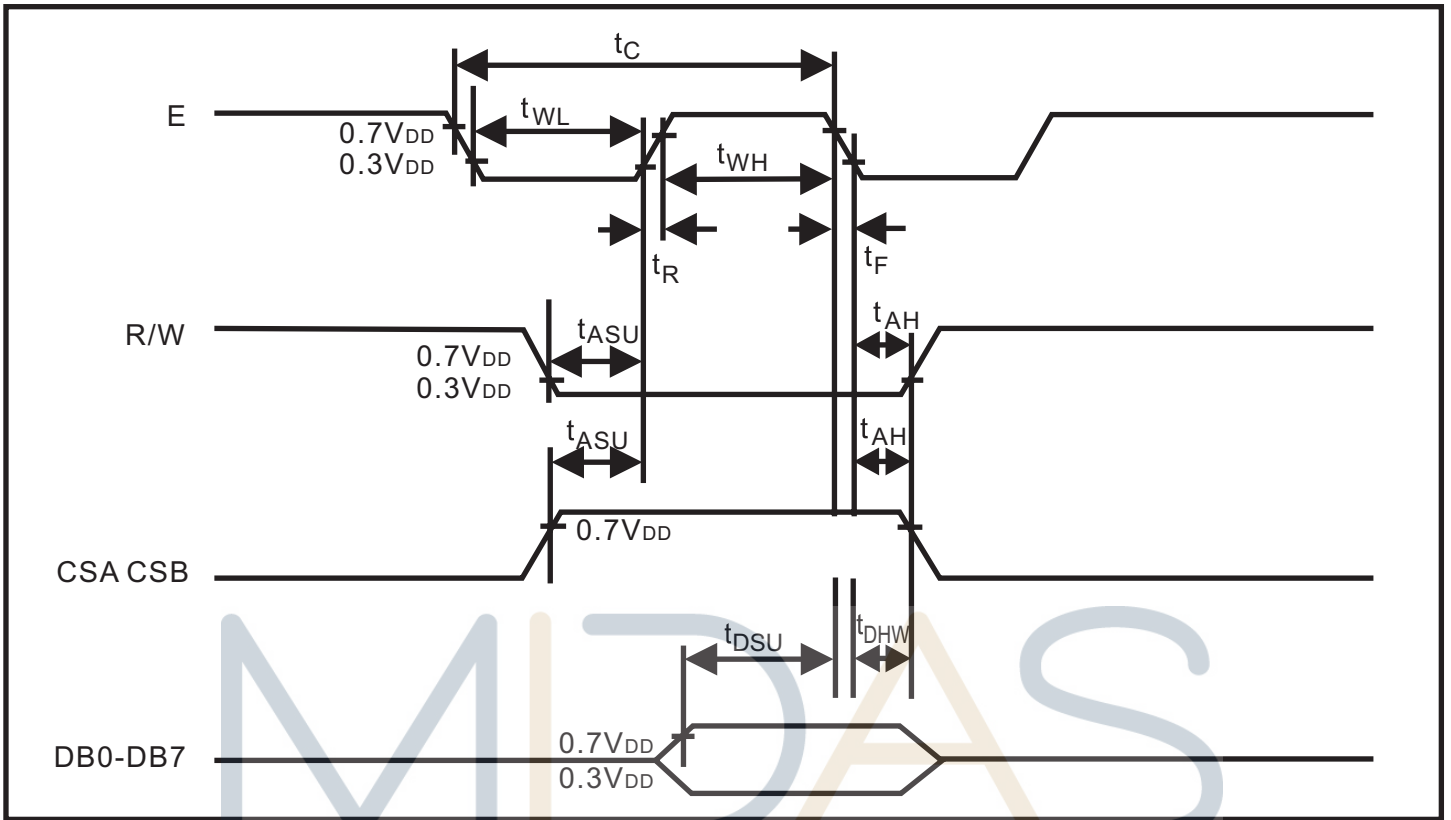 tC
E
tWL
0.7VDD
0.3VDD
tWH
tR
tF
R/W
tASU
tAH
0.7VDD
0.3VDD
tASU
tAH
0.7VDD
CSA CSB
tDSU
tDHW
DB0-DB7
0.7VDD
0.3VDD
MIDAS